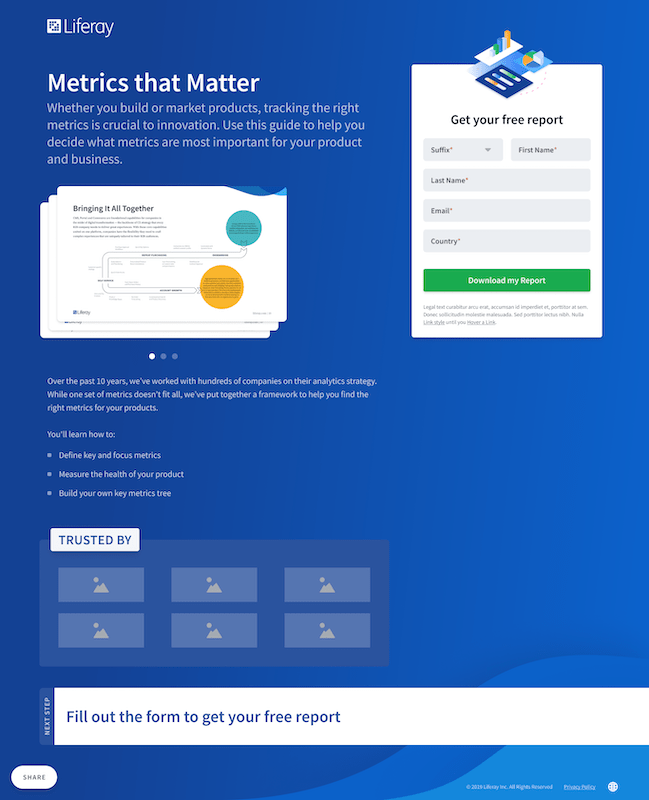 Liferay
Metrics that Matter
Whether you build or market products, tracking the right
metrics is crucial to innovation. Use this guide to help you
decide what metrics are most important for your product
and business.
Bringing It All Together
Liferay
Over the past 10 years, we've worked with hundreds of companies on their analytics strategy.
While one set of metrics doesn't fit all, we've put together a framework to help you find the
right metrics for your products.
You'll learn how to:
Define key and focus metrics
Measure the health of your product
Build your own key metrics tree
TRUSTED BY
Get your free report
Suffix* First Name*
Last Name*
Email*
Country*
Download my Report
Legal text curabitur arcu erat, accumsan id imperdiet et, porttitor at sem.
Donec sollicitudin molestie malesuada. Sed porttitor lectus nibh. Nulla
Link style until you Hover a Link.
NEXT STEP
Fill out the form to get your free report
SHARE
© 2020 Liferay Inc. All Rights Reserved Privacy Policy